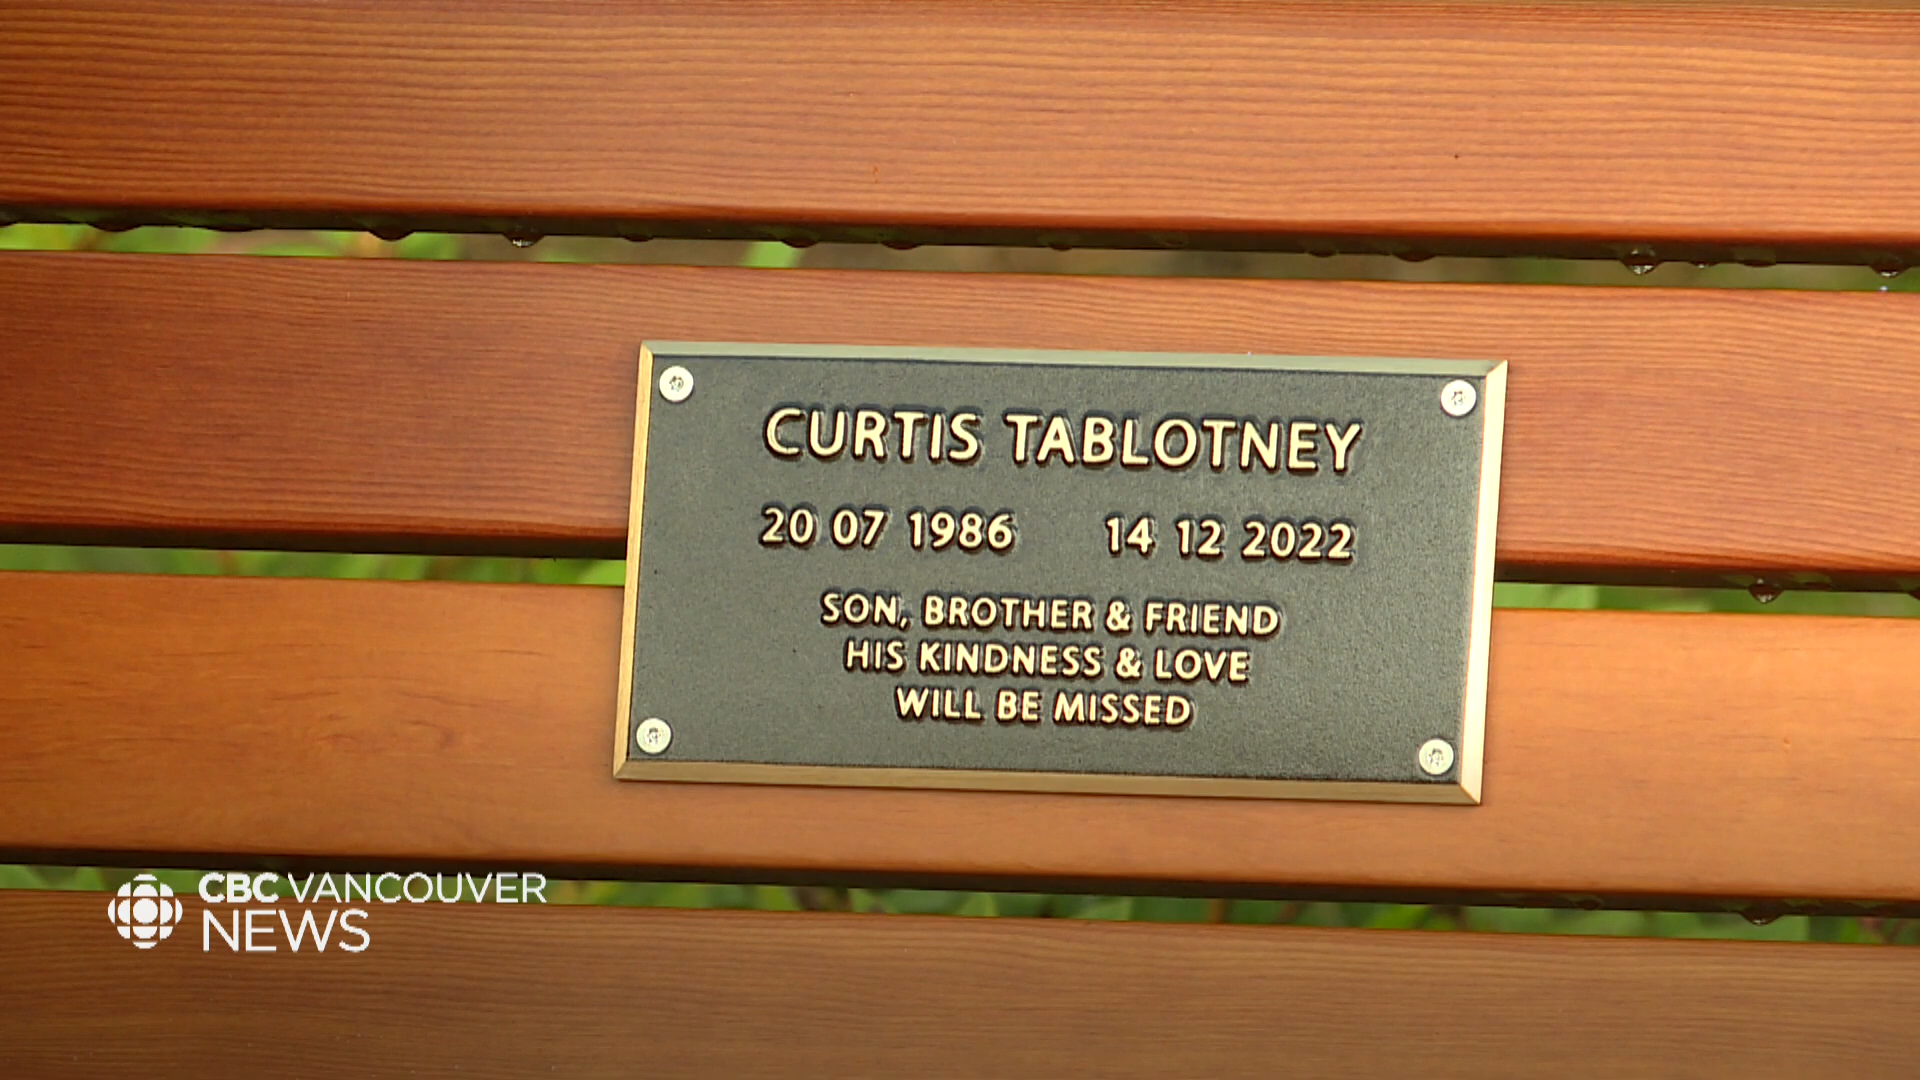 CURTIS TABLOTNEY
20 07 1986 14 12 2022
SON, BROTHER & FRIEND
HIS KINDNESS & LOVE
WILL BE MISSED
CBC VANCOUVER
NEWS